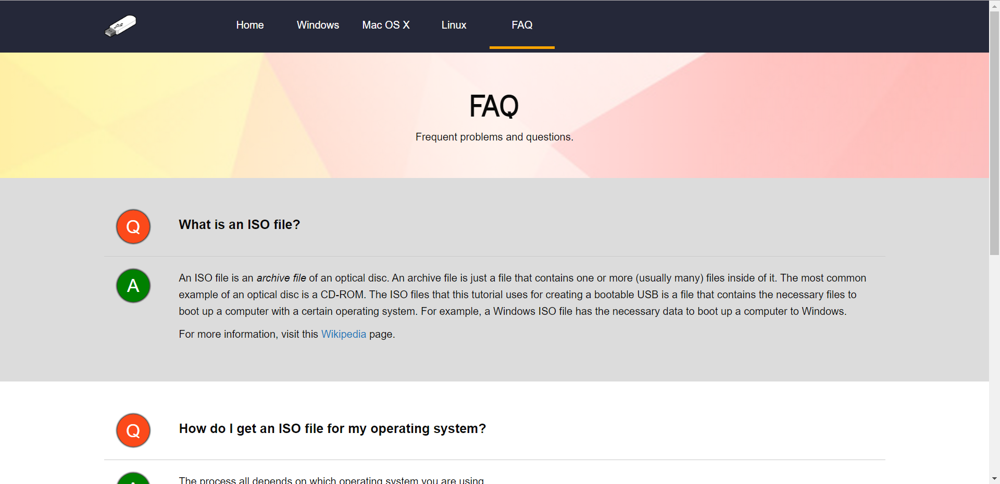 Home Windows Mac OS X Linux FAQ
FAQ
Frequent problems and questions.
Q What is an ISO file?
A An ISO file is an archive file of an optical disc. An archive file is just a file that contains one or more (usually many) files inside of it. The most common
example of an optical disc is a CD-ROM. The ISO files that this tutorial uses for creating a bootable USB is a file that contains the necessary files to
boot up a computer with a certain operating system. For example, a Windows ISO file has the necessary data to boot up a computer to Windows.
For more information, visit this Wikipedia page.
Q How do I get an ISO file for my operating system?
The process all depends on which operating system you are using